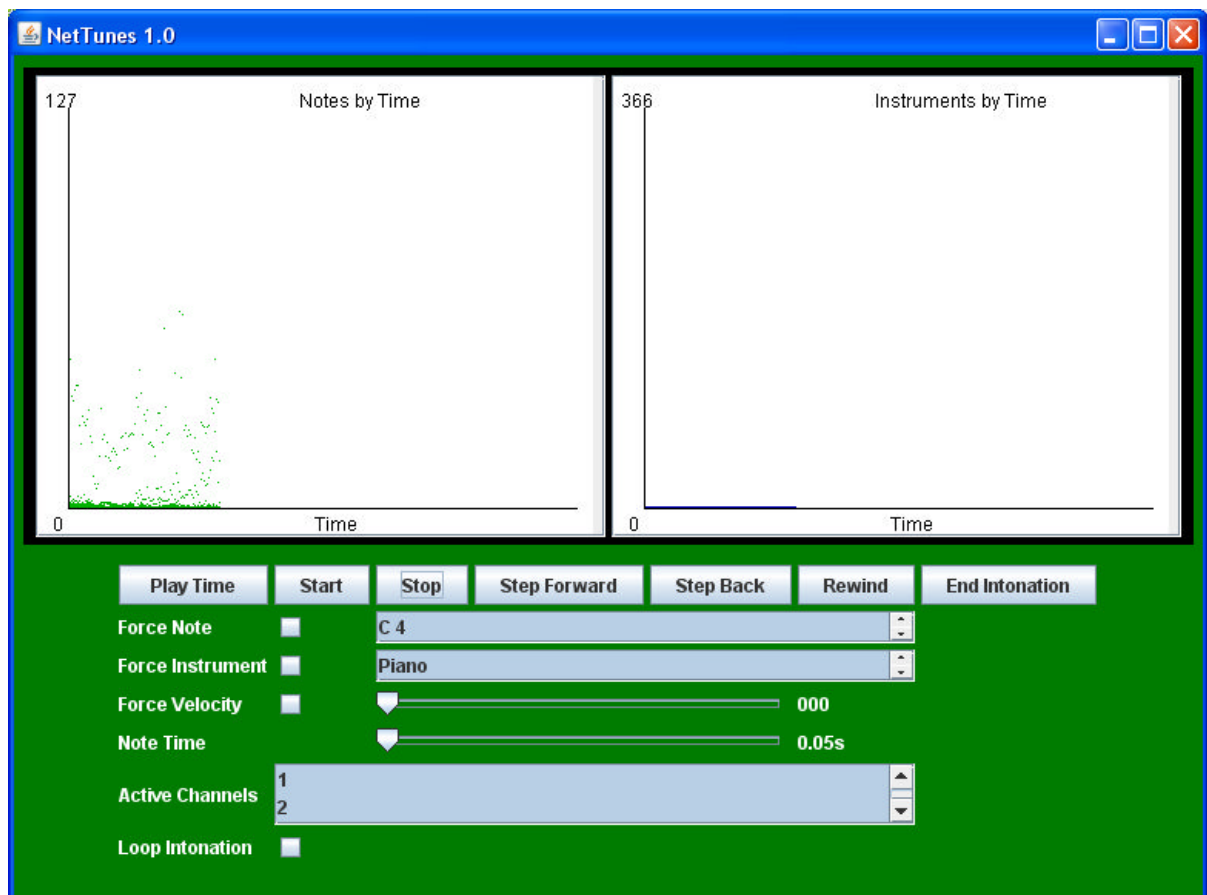 NetTunes 1.0
127 Notes by Time
0 Time
366 Instruments by Time
0 Time
Play Time Start Stop Step Forward Step Back Rewind End Intonation
Force Note C 4
Force Instrument Piano
Force Velocity 000
Note Time 0.05s
Active Channels
1
2
Loop Intonation